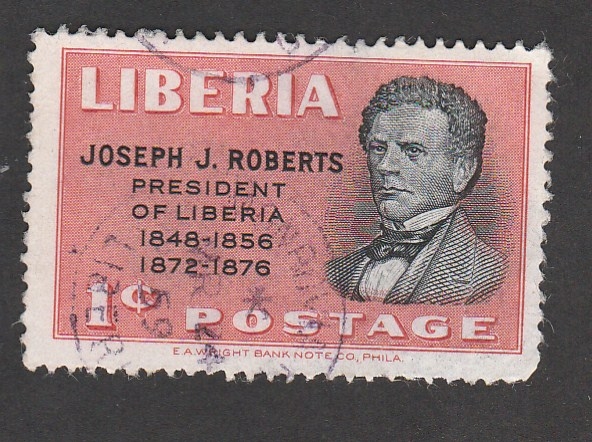 LIBERIA
JOSEPH J. ROBERTS
PRESIDENT
OF LIBERIA
1848-1856
1872-1876
1¢ POSTAGE
E.A. WRIGHT BANK NOTE CO., PHILA.